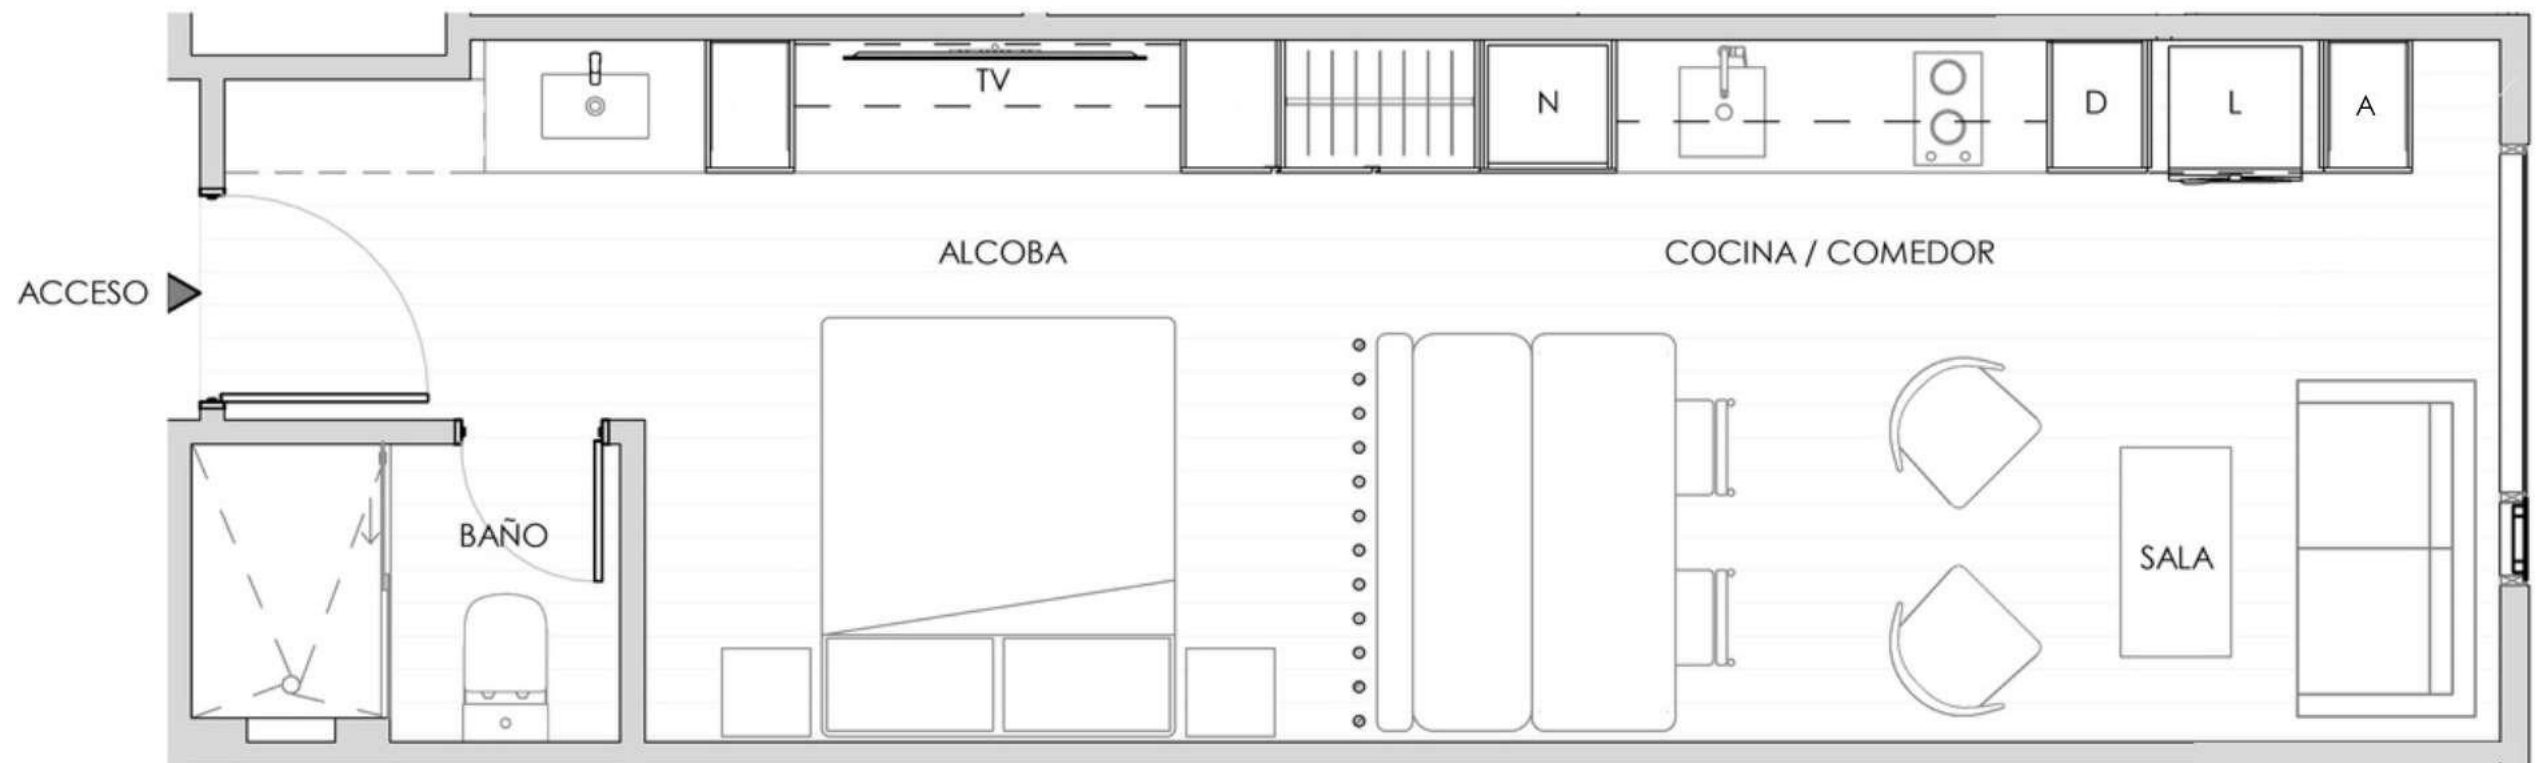 TV
N
D
L
A
ALCOBA
COCINA / COMEDOR
ACCESO
BAÑO
SALA